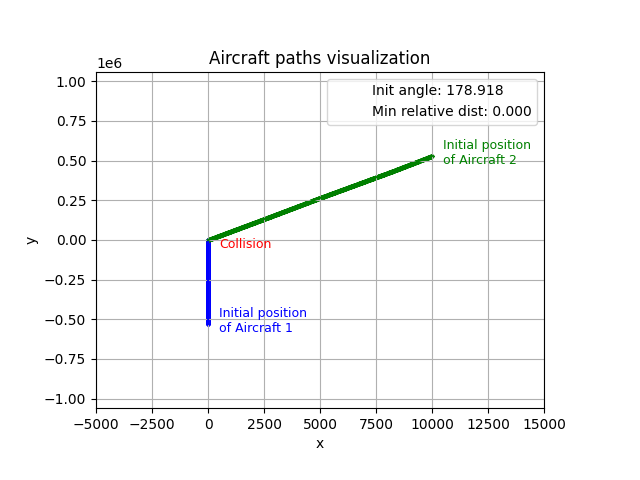 Aircraft paths visualization
1e6
Init angle: 178.918
Min relative dist: 0.000
1.00
0.75
0.50
0.25
0.00
−0.25
−0.50
−0.75
−1.00
y
Initial position
of Aircraft 2
Collision
Initial position
of Aircraft 1
−5000 −2500 0 2500 5000 7500 10000 12500 15000
x